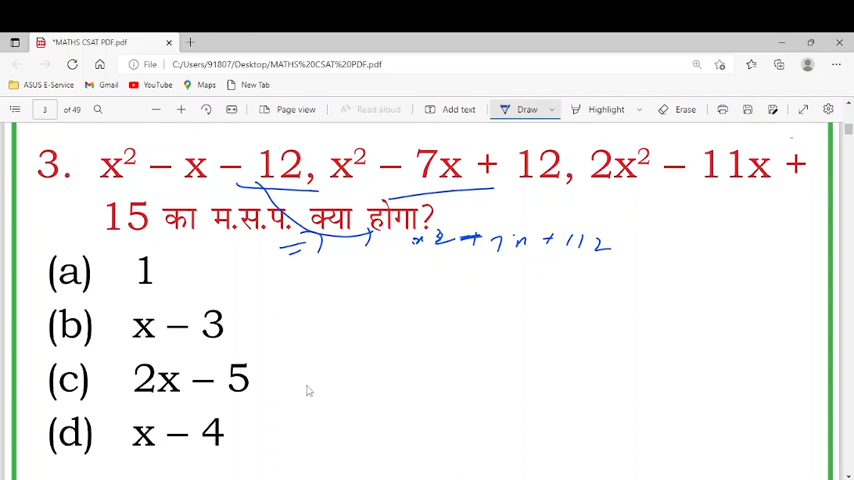 *MATHS CSAT PDF.pdf
File C:/Users/91807/Desktop/MATHS%20CSAT%20PDF.pdf
ASUS E-Service Gmail YouTube Maps New Tab
3 of 49 Page view Read aloud Add text Draw Highlight Erase
3. x² – x – 12, x² – 7x + 12, 2x² – 11x +
15 का म.स.प. क्या होगा?
(a) 1
(b) x – 3
(c) 2x – 5
(d) x – 4